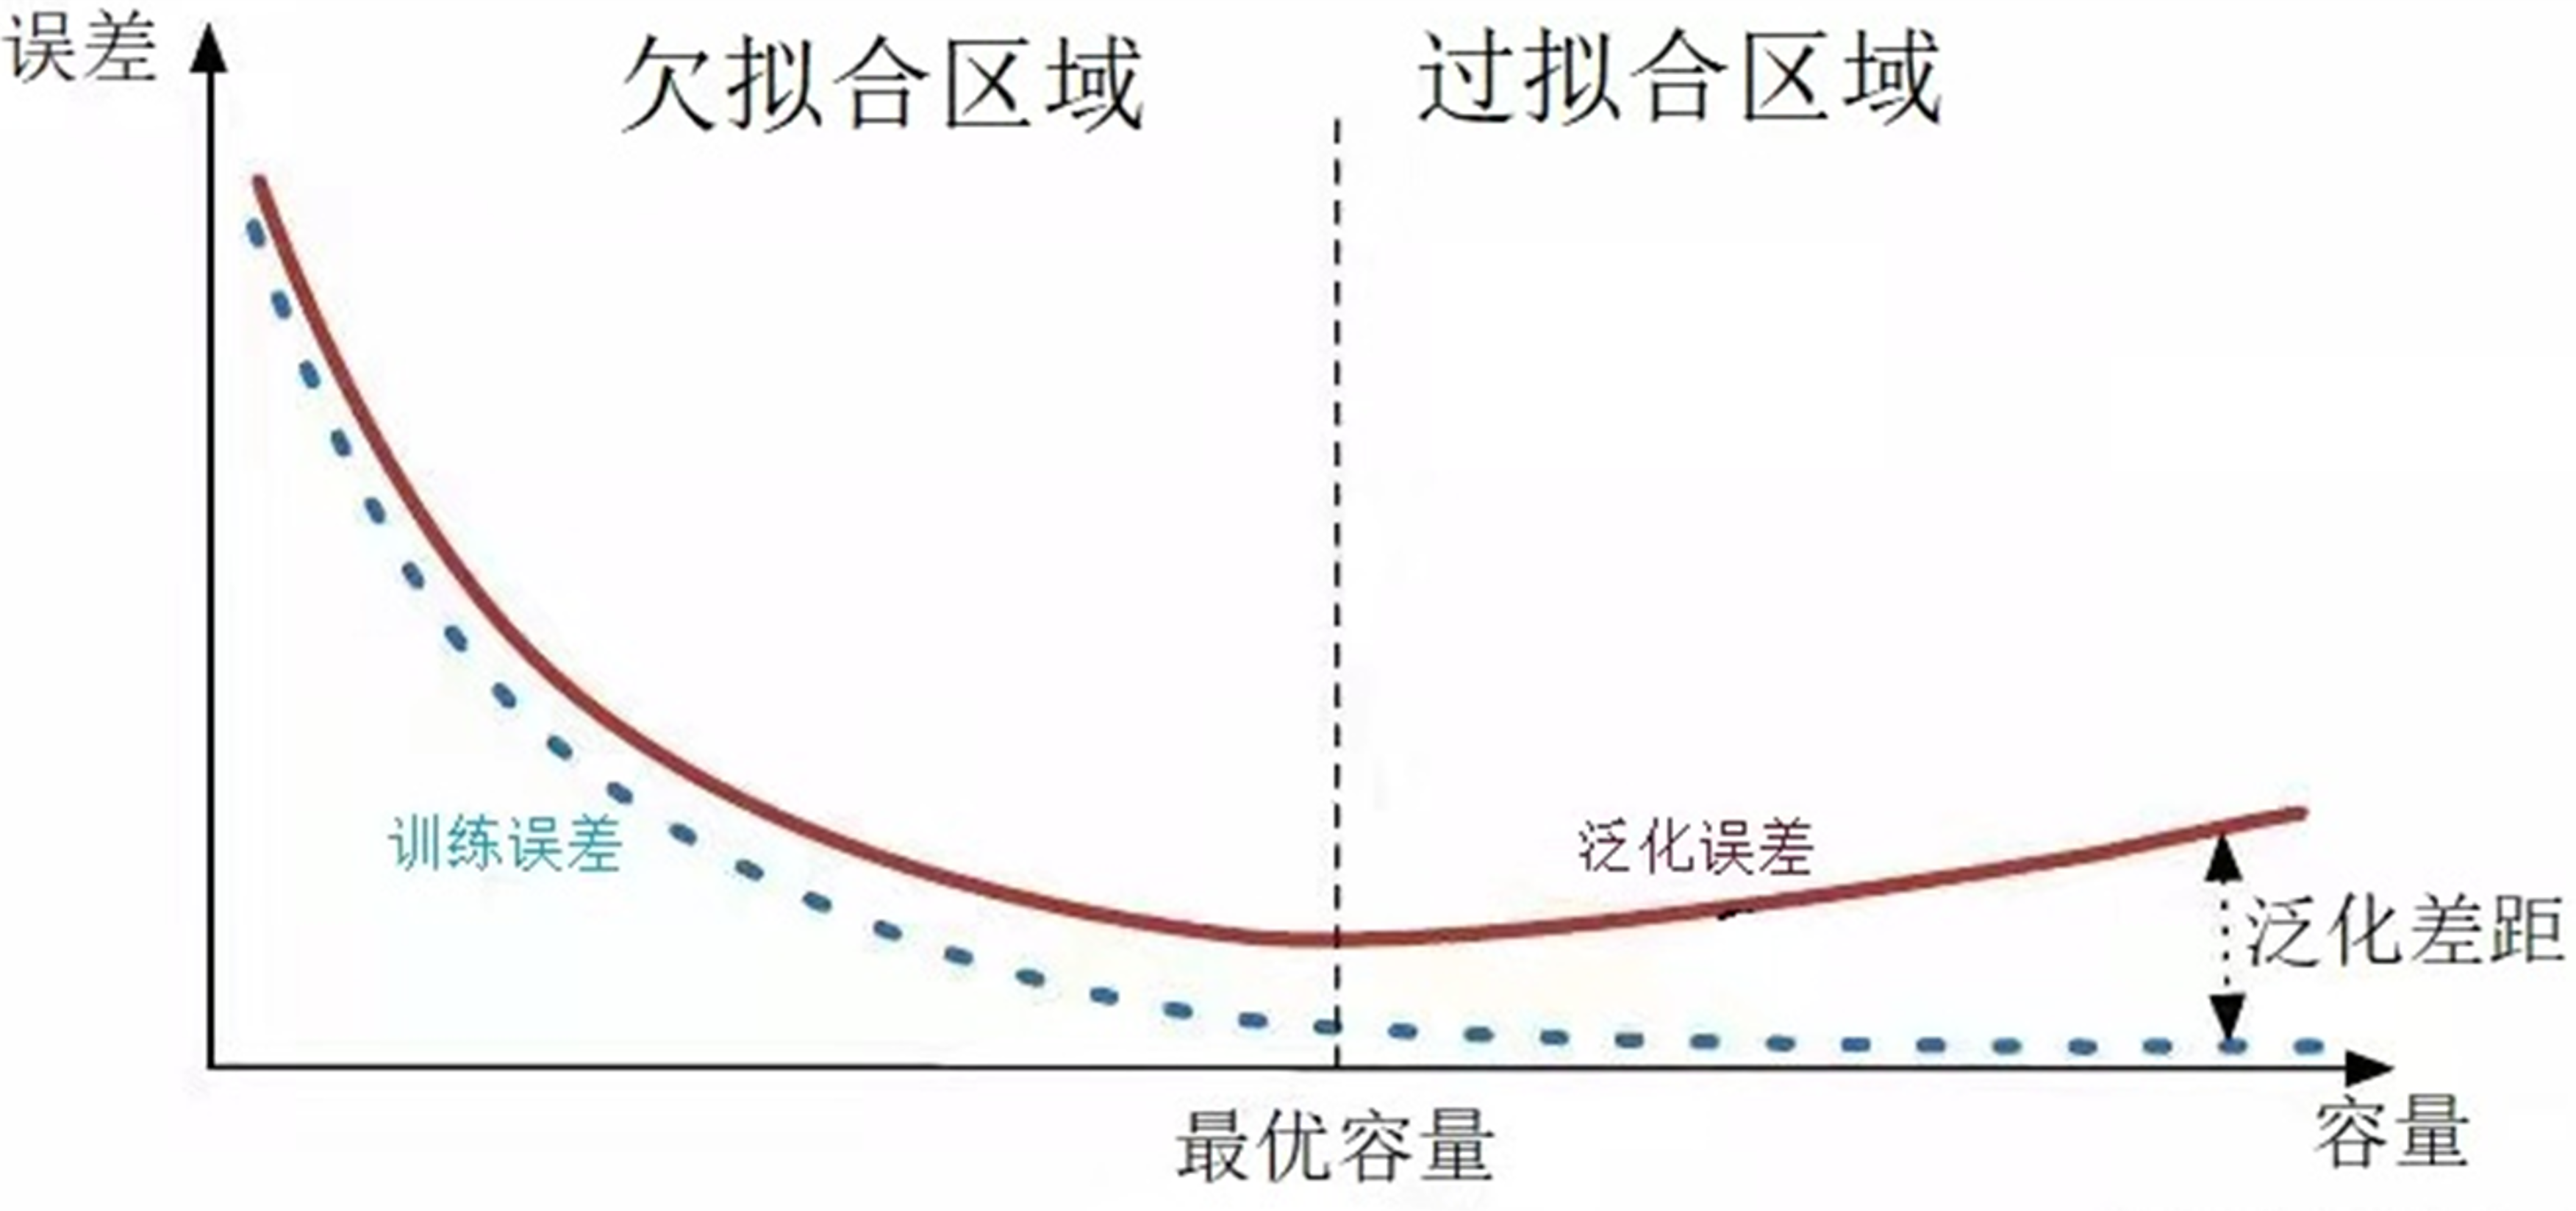 误差
欠拟合区域
过拟合区域
训练误差
泛化误差
泛化差距
最优容量
容量